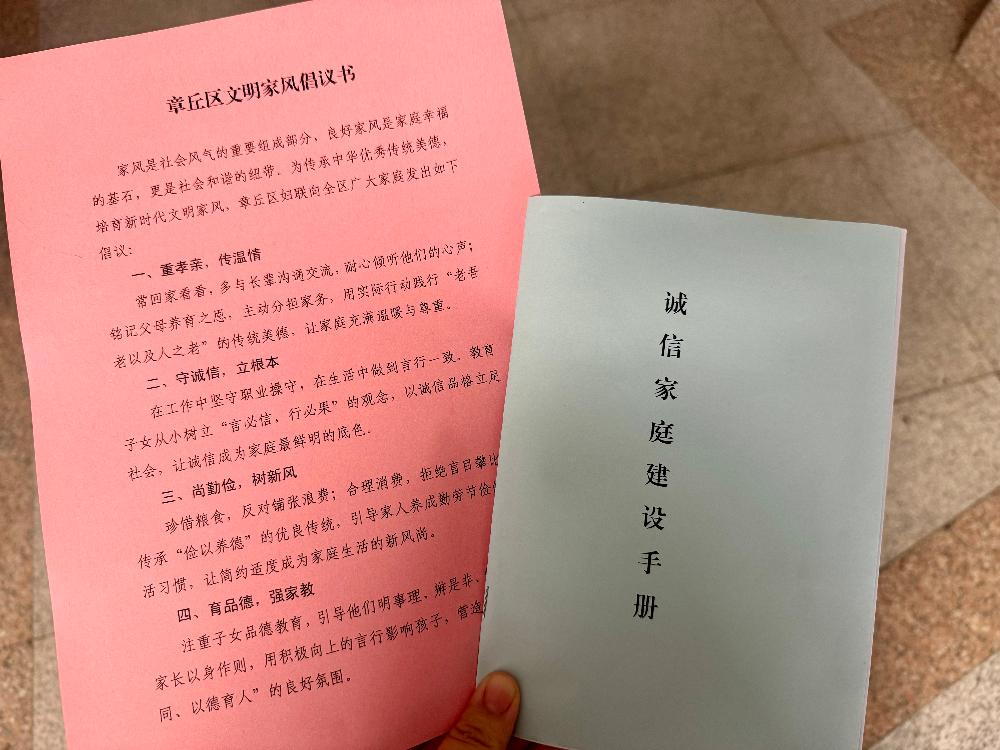 章丘区文明家风倡议书
家风是社会风气的重要组成部分，良好家风是家庭幸福
的基石，更是社会和谐的纽带。为传承中华优秀传统美德，
培育新时代文明家风，章丘区妇联向全区广大家庭发出如下
倡议：
一、重孝亲，传温情
常回家看看，多与长辈沟通交流，耐心倾听他们的心声；
铭记父母养育之恩，主动分担家务，用实际行动践行“老吾
老以及人之老”的传统美德，让家庭充满温暖与尊重。
二、守诚信，立根本
在工作中坚守职业操守，在生活中做到言行一致，教育
子女从小树立“言必信，行必果”的观念，以诚信品格立足
社会，让诚信成为家庭最鲜明的底色。
三、尚勤俭，树新风
珍惜粮食，反对铺张浪费；合理消费，拒绝盲目攀比
传承“俭以养德”的优良传统，引导家人养成勤劳节俭
活习惯，让简约适度成为家庭生活的新风尚。
四、育品德，强家教
注重子女品德教育，引导他们明事理、辨是非、
家长以身作则，用积极向上的言行影响孩子，营造
同、以德育人”的良好氛围。
诚信家庭建设手册